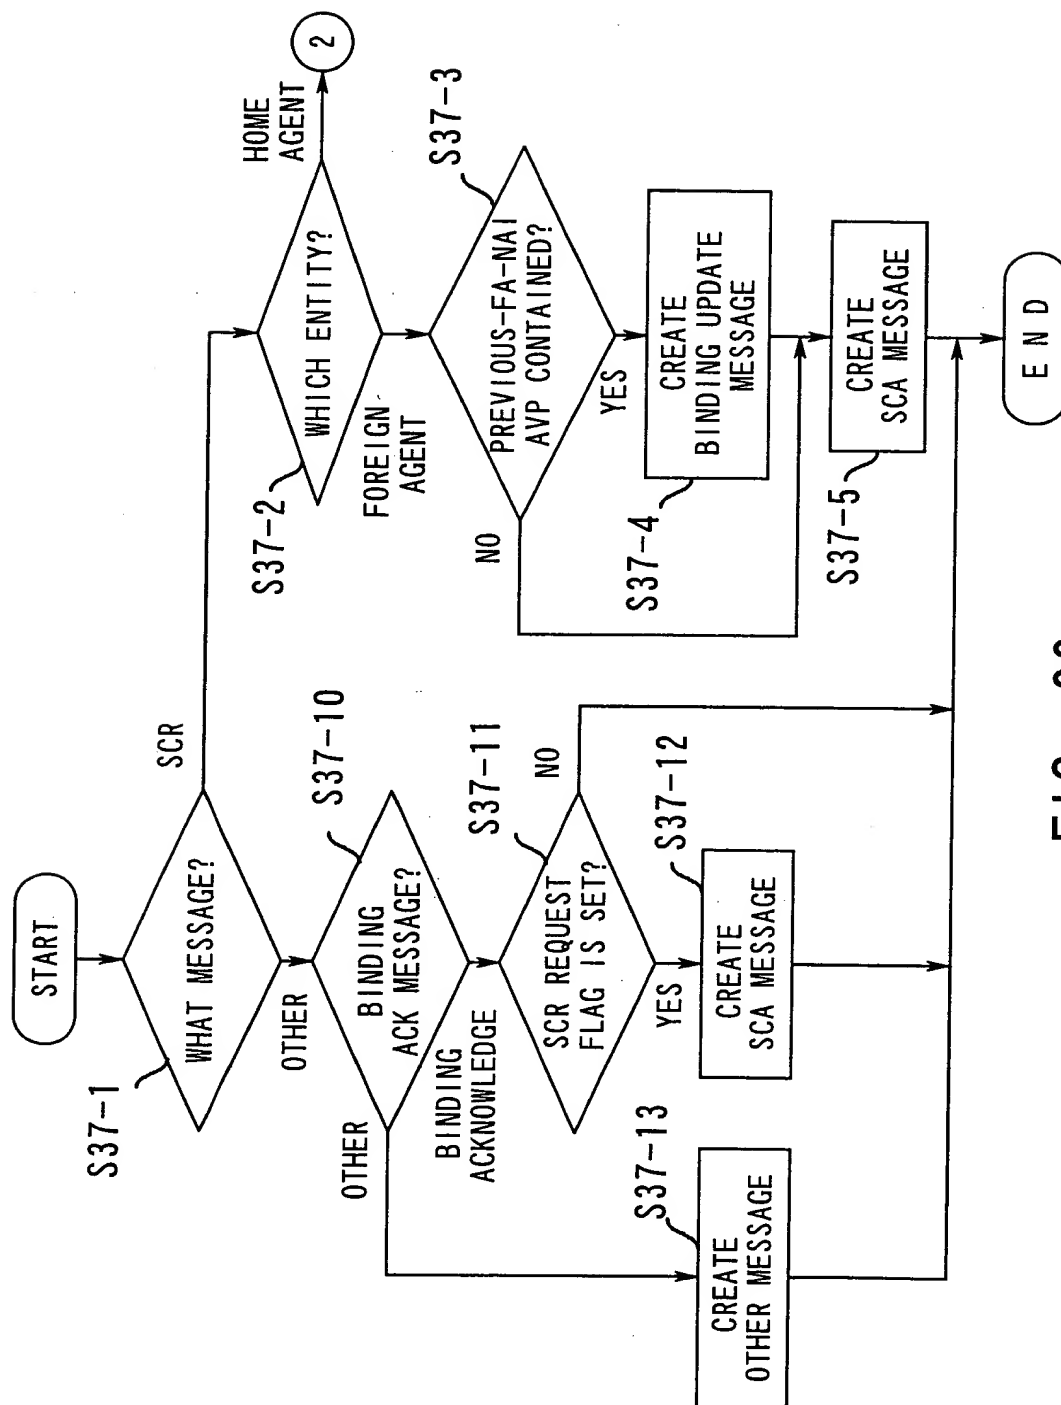 START
S37-1
WHAT MESSAGE?
SCR
OTHER
S37-2
WHICH ENTITY?
HOME
AGENT
2
FOREIGN
AGENT
S37-3
PREVIOUS-FA-NAI
AVP CONTAINED?
NO
YES
S37-4
CREATE
BINDING UPDATE
MESSAGE
S37-5
CREATE
SCA MESSAGE
END
S37-10
BINDING
ACK MESSAGE?
OTHER
BINDING
ACKNOWLEDGE
S37-11
SCR REQUEST
FLAG IS SET?
NO
YES
S37-12
CREATE
SCA MESSAGE
S37-13
CREATE
OTHER MESSAGE